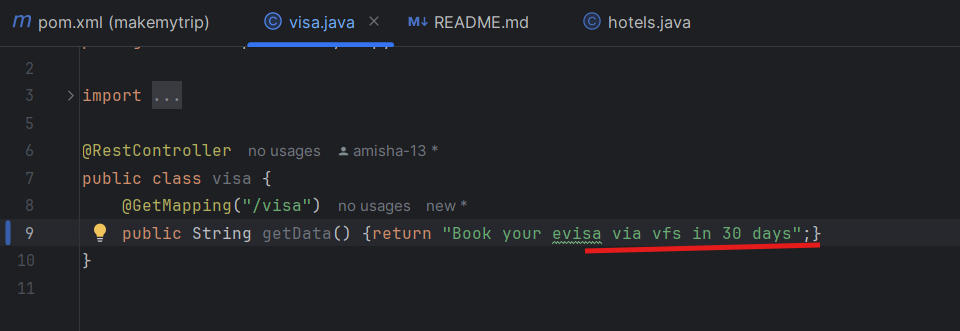 m pom.xml (makemytrip) © visa.java × M↓ README.md © hotels.java
2
3 > import ...
5
6 @RestController no usages amisha-13 *
7 public class visa {
8 @GetMapping("/visa") no usages new *
9 public String getData() {return "Book your evisa via vfs in 30 days";}
10 }
11